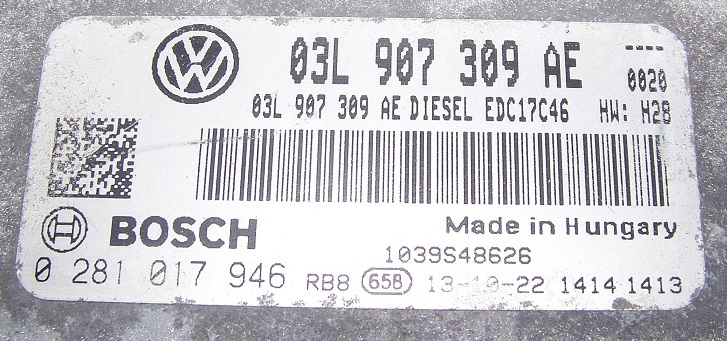 03L 907 309 AE ----
0020
03L 907 309 AE DIESEL EDC17C46 HW: H28
BOSCH Made in Hungary
1039S48626
0 281 017 946 RB8 658 13-10-22 1414 1413